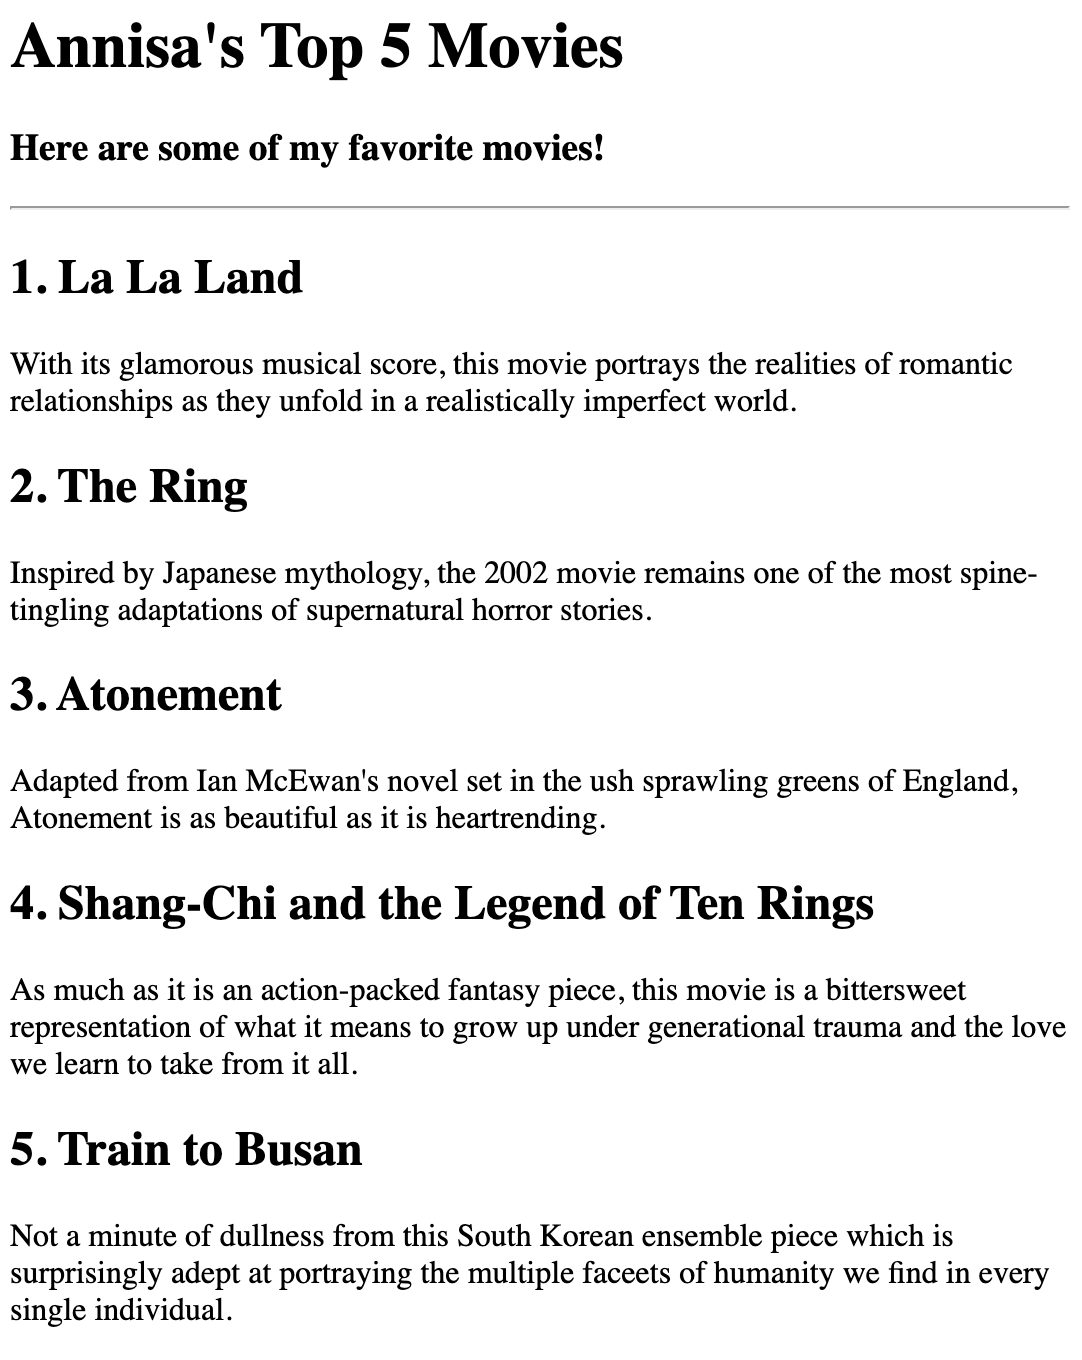 Annisa's Top 5 Movies
Here are some of my favorite movies!
1. La La Land
With its glamorous musical score, this movie portrays the realities of romantic
relationships as they unfold in a realistically imperfect world.
2. The Ring
Inspired by Japanese mythology, the 2002 movie remains one of the most spine-
tingling adaptations of supernatural horror stories.
3. Atonement
Adapted from Ian McEwan's novel set in the ush sprawling greens of England,
Atonement is as beautiful as it is heartrending.
4. Shang-Chi and the Legend of Ten Rings
As much as it is an action-packed fantasy piece, this movie is a bittersweet
representation of what it means to grow up under generational trauma and the love
we learn to take from it all.
5. Train to Busan
Not a minute of dullness from this South Korean ensemble piece which is
surprisingly adept at portraying the multiple faceets of humanity we find in every
single individual.